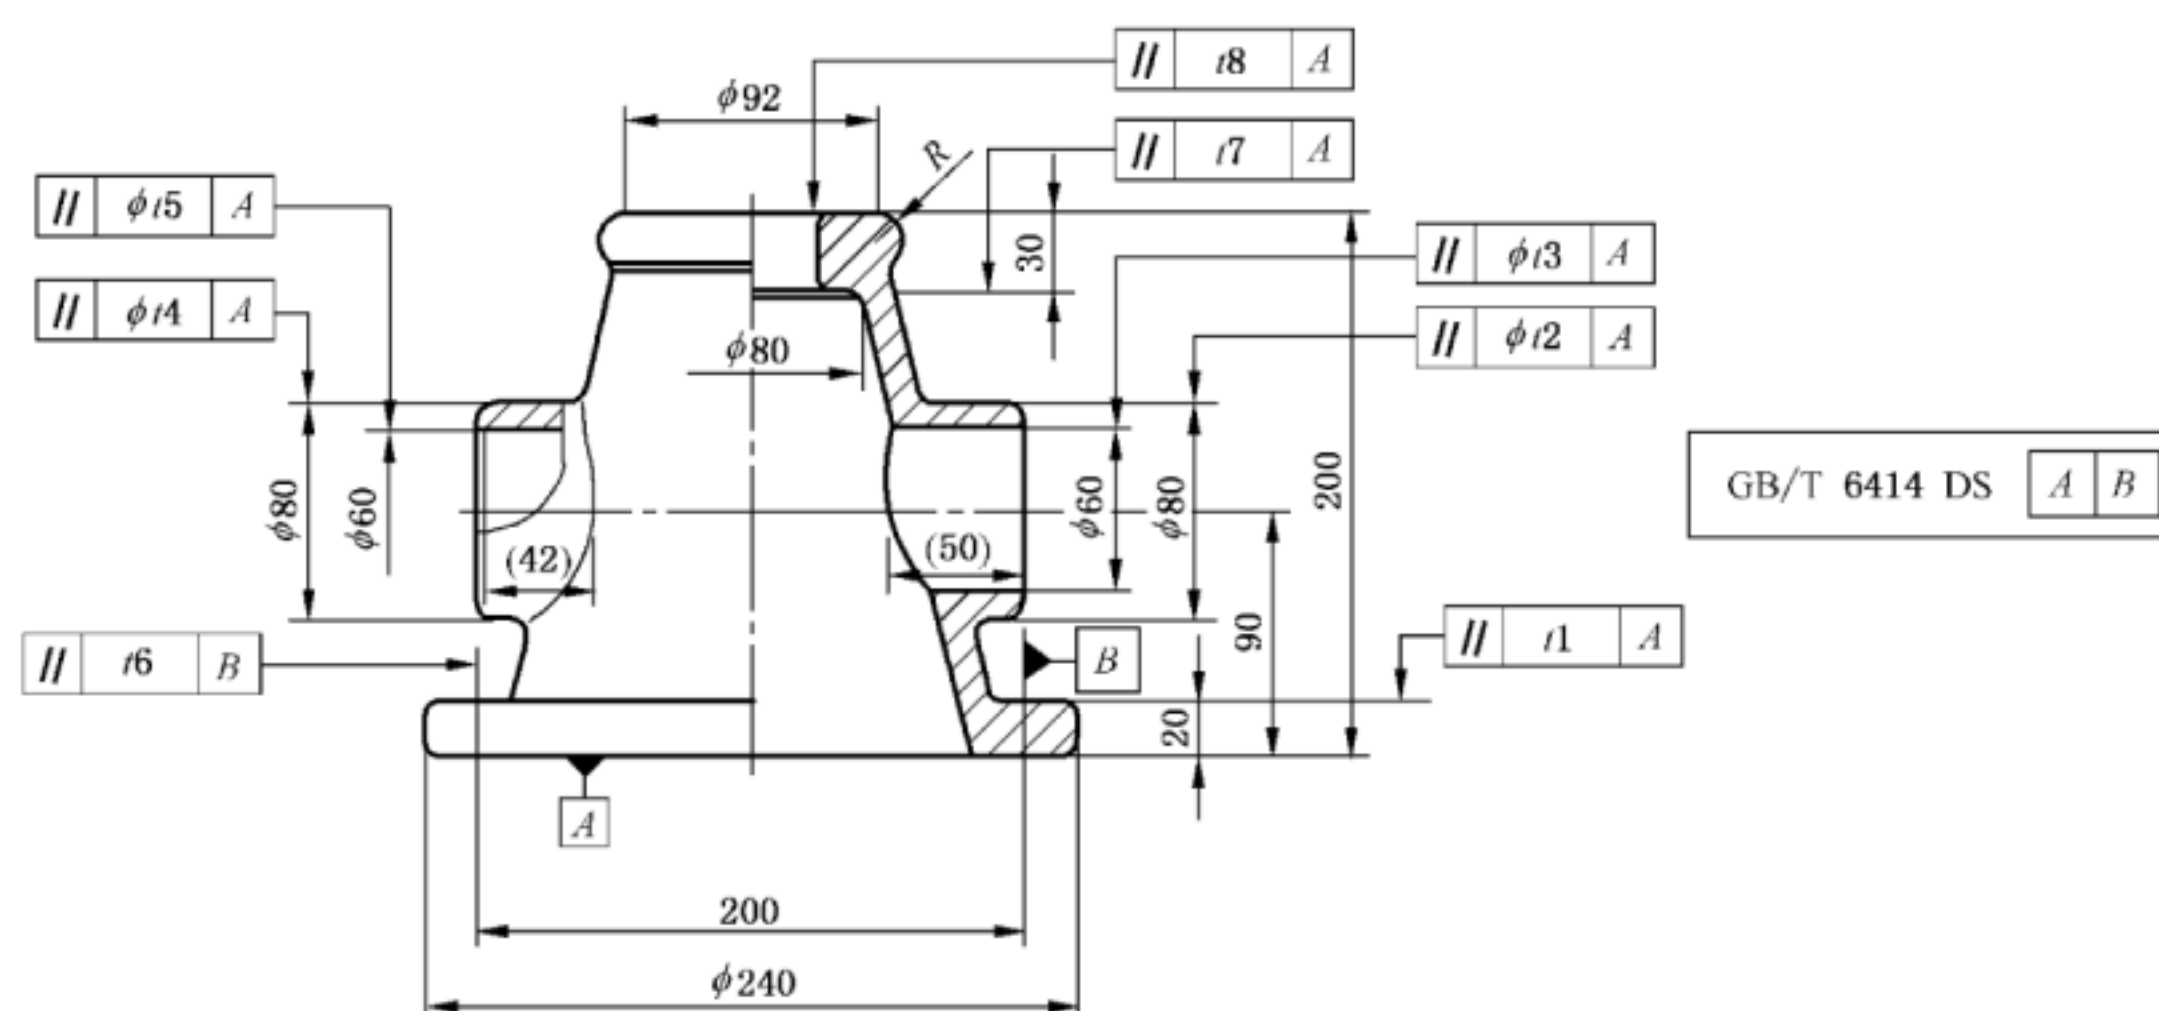 // t8 A
ϕ92
R
// t7 A
// ϕt5 A
30
// ϕt3 A
// ϕt4 A
// ϕt2 A
ϕ80
200
GB/T 6414 DS A B
ϕ80
ϕ60
ϕ60
ϕ80
(42)
(50)
90
// t6 B
B
// t1 A
20
A
200
ϕ240